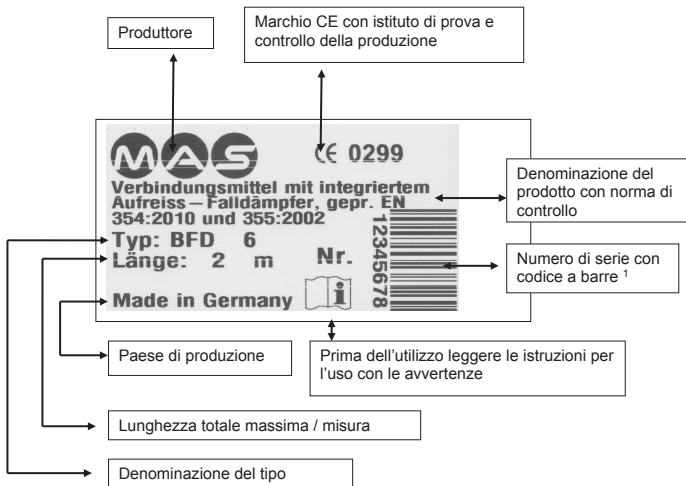 Produttore
Marchio CE con istituto di prova e
controllo della produzione
MAS
CE 0299
Verbindungsmittel mit integriertem
Aufreiss – Falldämpfer, gepr. EN
354:2010 und 355:2002
Typ: BFD 6
Länge: 2 m
Nr.
12345678
Made in Germany
i
Denominazione del
prodotto con norma di
controllo
Numero di serie con
codice a barre 1
Paese di produzione
Prima dell'utilizzo leggere le istruzioni per
l'uso con le avvertenze
Lunghezza totale massima / misura
Denominazione del tipo